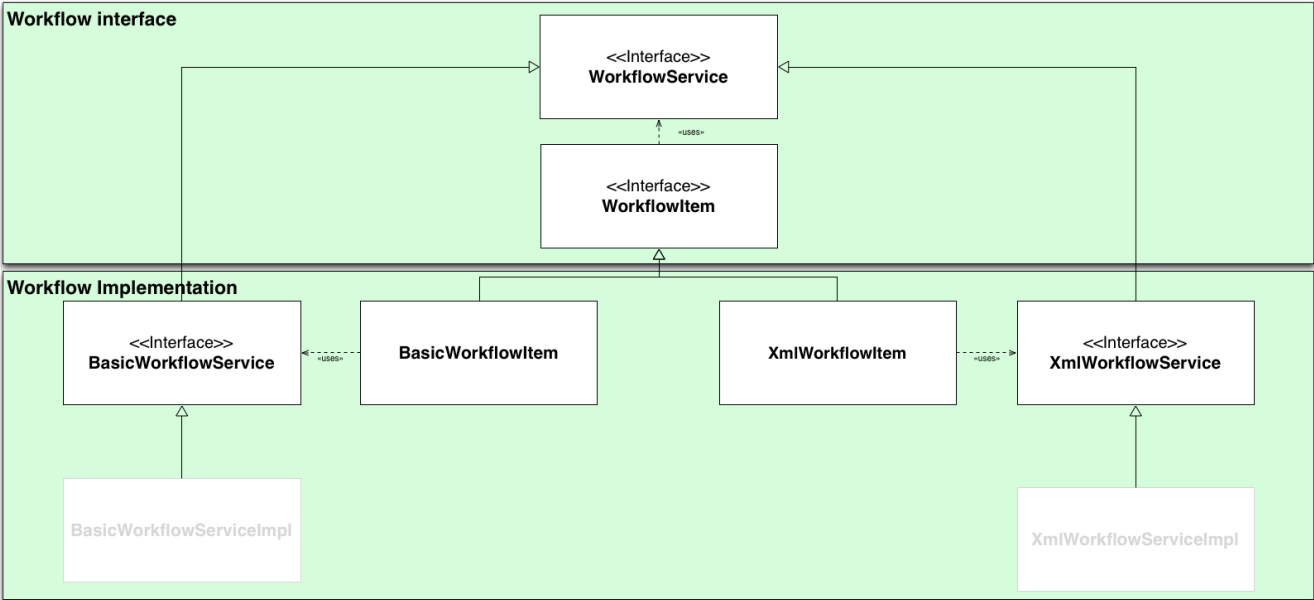 Workflow interface
<<Interface>>
WorkflowService
«uses»
<<Interface>>
WorkflowItem
Workflow Implementation
<<Interface>>
BasicWorkflowService
«uses»
BasicWorkflowItem
XmlWorkflowItem
«uses»
<<Interface>>
XmlWorkflowService
BasicWorkflowServiceImpl
XmlWorkflowServiceImpl